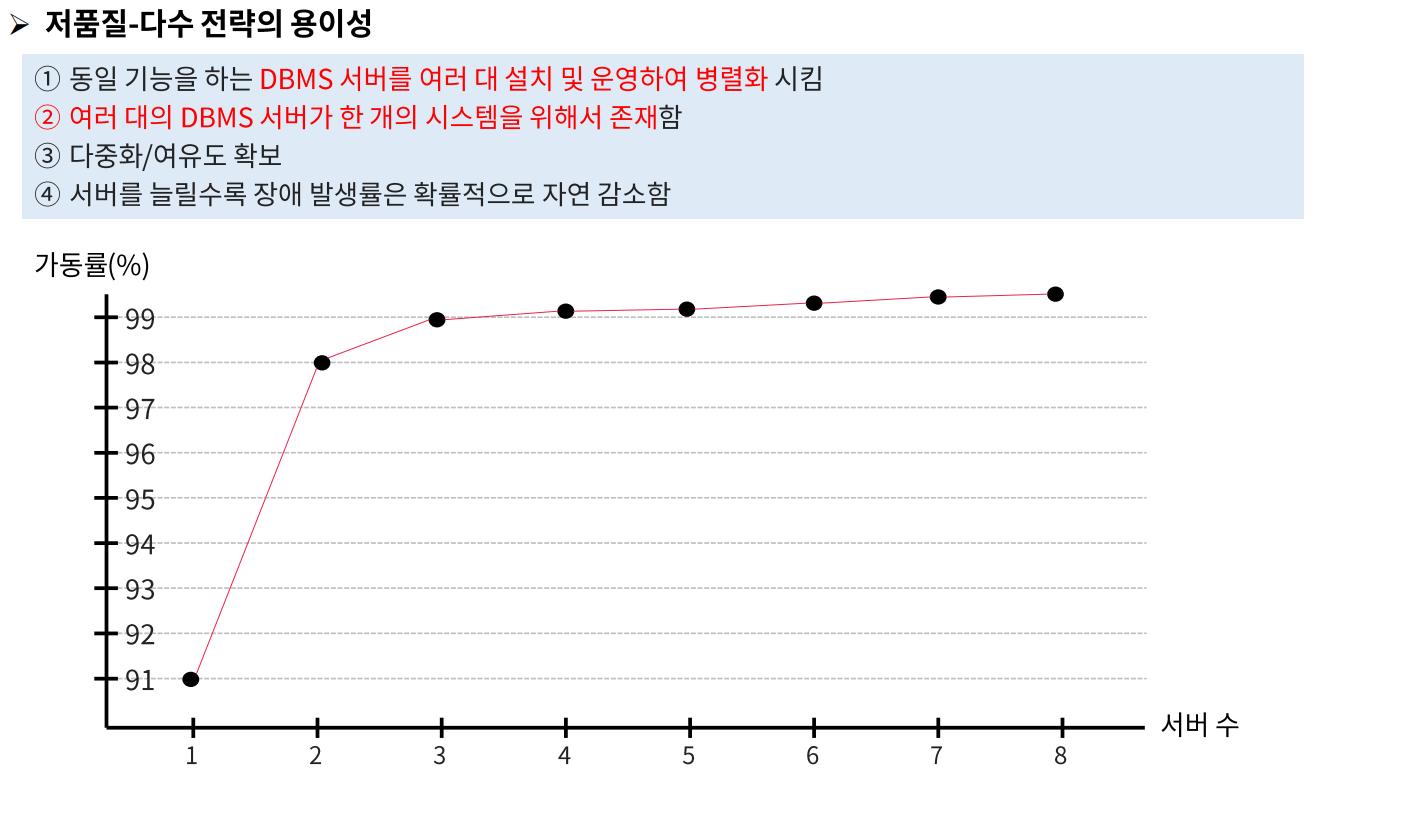 ➢ 저품질-다수 전략의 용이성
① 동일 기능을 하는 DBMS 서버를 여러 대 설치 및 운영하여 병렬화 시킴
② 여러 대의 DBMS 서버가 한 개의 시스템을 위해서 존재함
③ 다중화/여유도 확보
④ 서버를 늘릴수록 장애 발생률은 확률적으로 자연 감소함
가동률(%)
99
98
97
96
95
94
93
92
91
서버 수
1 2 3 4 5 6 7 8